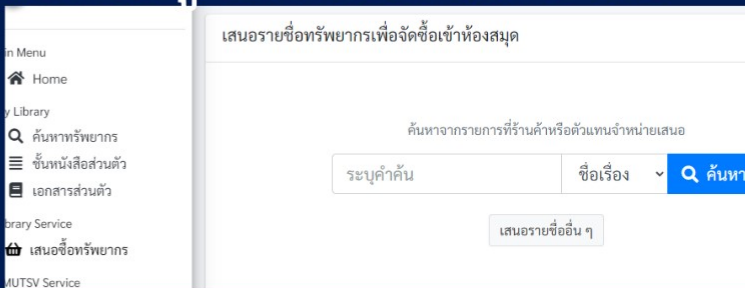 เสนอรายชื่อทรัพยากรเพื่อจัดซื้อเข้าห้องสมุด
in Menu
Home
y Library
ค้นหาทรัพยากร
ชั้นหนังสือส่วนตัว
เอกสารส่วนตัว
brary Service
เสนอซื้อทรัพยากร
MUTSV Service
ค้นหาจากรายการที่ร้านค้าหรือตัวแทนจำหน่ายเสนอ
ระบุคำค้น ชื่อเรื่อง ค้นหา
เสนอรายชื่ออื่น ๆ